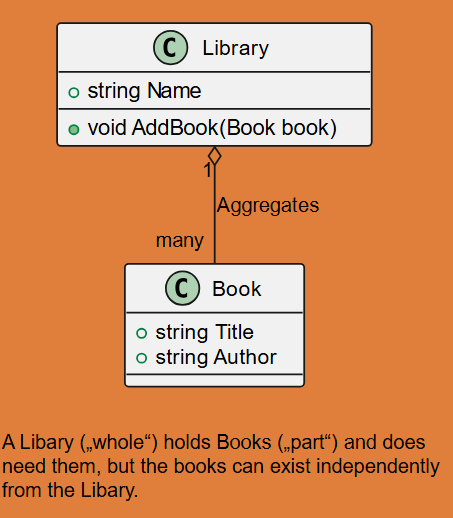 C Library
string Name
void AddBook(Book book)
1
Aggregates
many
C Book
string Title
string Author
A Libary („whole“) holds Books („part“) and does
need them, but the books can exist independently
from the Libary.